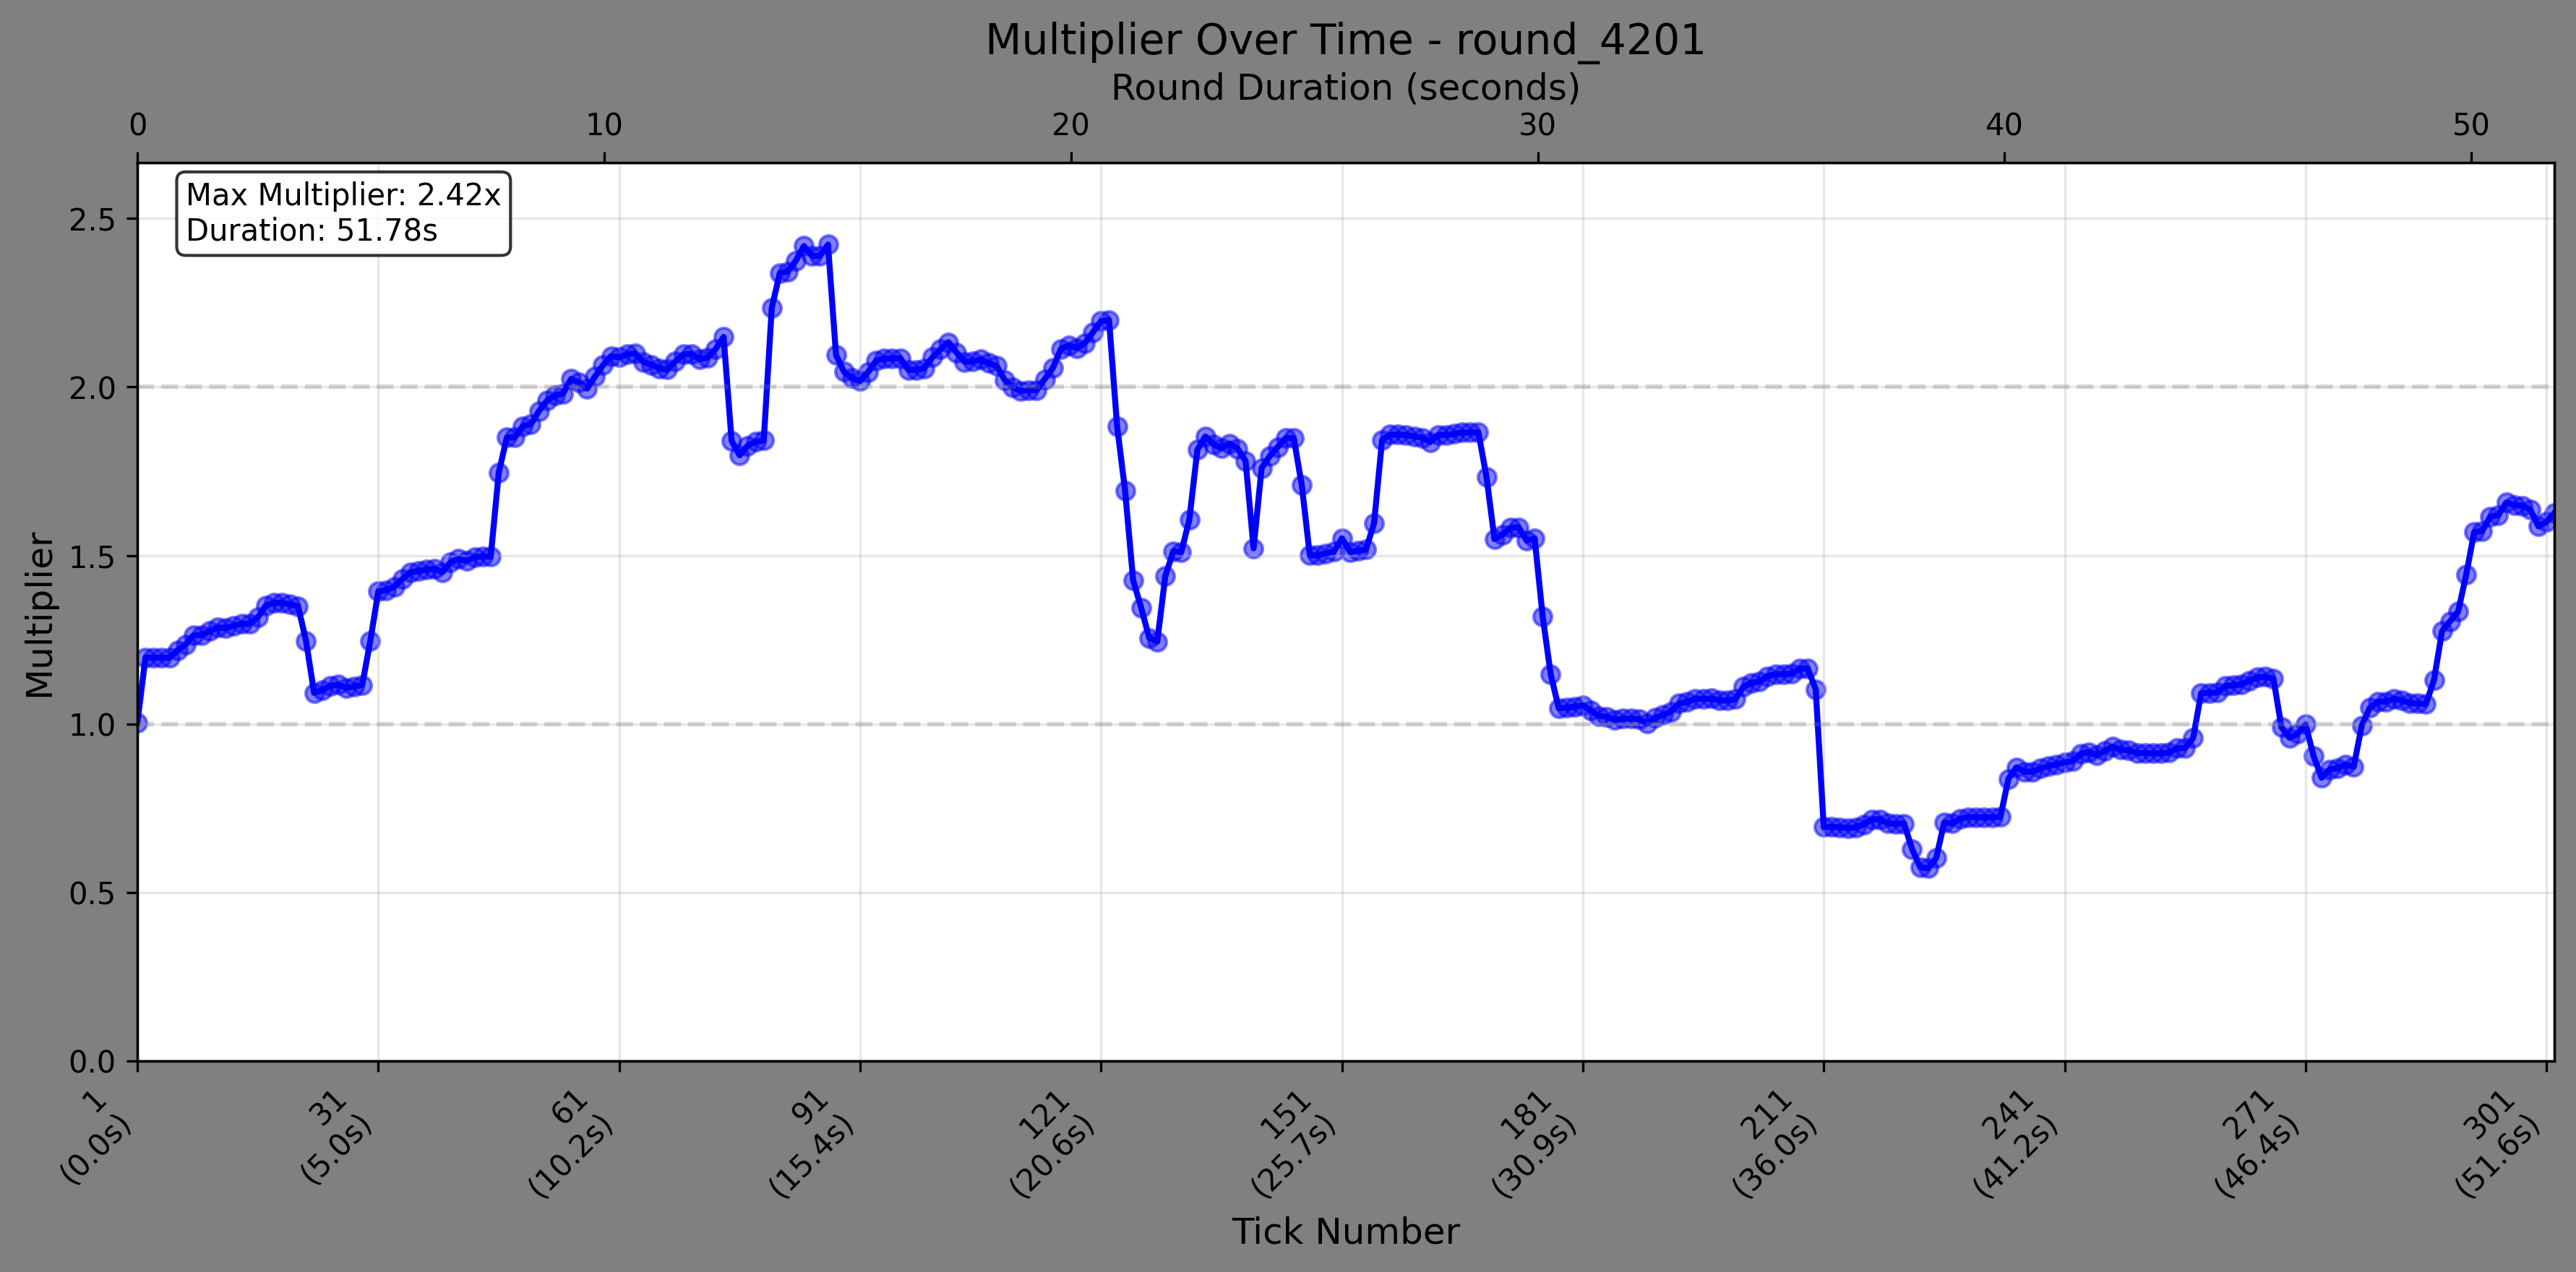 Multiplier Over Time - round_4201
Round Duration (seconds)
0 10 20 30 40 50
Max Multiplier: 2.42x
Duration: 51.78s
Multiplier
2.5
2.0
1.5
1.0
0.5
0.0
1
(0.0s)
31
(5.0s)
61
(10.2s)
91
(15.4s)
121
(20.6s)
151
(25.7s)
181
(30.9s)
211
(36.0s)
241
(41.2s)
271
(46.4s)
301
(51.6s)
Tick Number